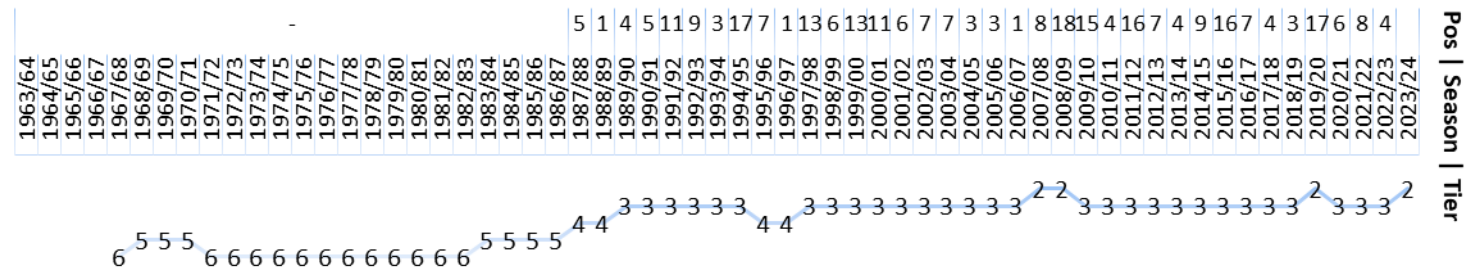 - 5 1 4 5 11 9 3 17 7 1 13 6 13 11 6 7 7 3 3 1 8 18 15 4 16 7 4 9 16 7 4 3 17 6 8 4
1963/64 1964/65 1965/66 1966/67 1967/68 1968/69 1969/70 1970/71 1971/72 1972/73 1973/74 1974/75 1975/76 1976/77 1977/78 1978/79 1979/80 1980/81 1981/82 1982/83 1983/84 1984/85 1985/86 1986/87 1987/88 1988/89 1989/90 1990/91 1991/92 1992/93 1993/94 1994/95 1995/96 1996/97 1997/98 1998/99 1999/00 2000/01 2001/02 2002/03 2003/04 2004/05 2005/06 2006/07 2007/08 2008/09 2009/10 2010/11 2011/12 2012/13 2013/14 2014/15 2015/16 2016/17 2017/18 2018/19 2019/20 2020/21 2021/22 2022/23 2023/24
6 5 5 5 6 6 6 6 6 6 6 6 6 6 6 6 5 5 5 5 4 4 3 3 3 3 3 3 4 4 3 3 3 3 3 3 3 3 3 3 2 2 3 3 3 3 3 3 3 3 3 3 2 3 3 3 2
Pos | Season | Tier